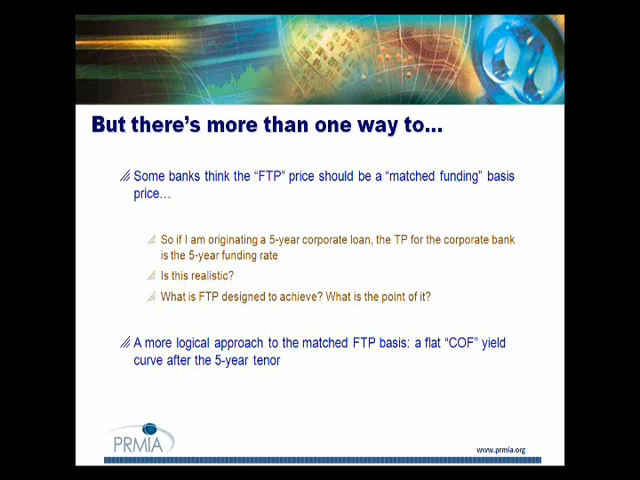 But there's more than one way to...
Some banks think the "FTP" price should be a "matched funding" basis
price...
So if I am originating a 5-year corporate loan, the TP for the corporate bank
is the 5-year funding rate
Is this realistic?
What is FTP designed to achieve? What is the point of it?
A more logical approach to the matched FTP basis: a flat "COF" yield
curve after the 5-year tenor
PRMIA
www.prmia.org